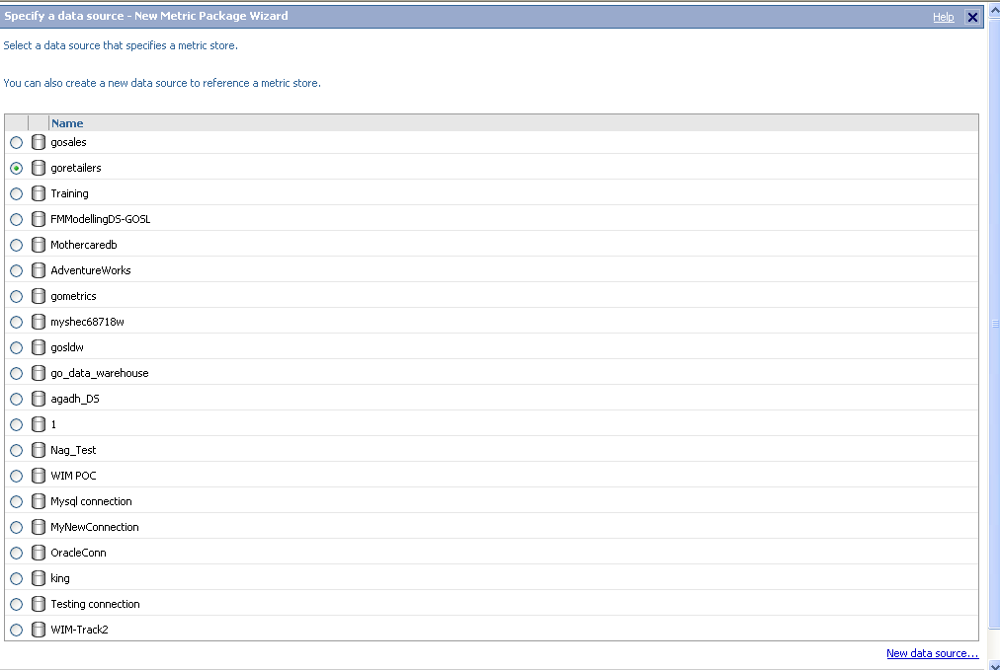 Specify a data source - New Metric Package Wizard
Help
Select a data source that specifies a metric store.
You can also create a new data source to reference a metric store.
Name
gosales
goretailers
Training
FMModellingDS-GOSL
Mothercaredb
AdventureWorks
gometrics
myshec68718w
gosldw
go_data_warehouse
agadh_DS
1
Nag_Test
WIM POC
Mysql connection
MyNewConnection
OracleConn
king
Testing connection
WIM-Track2
New data source...